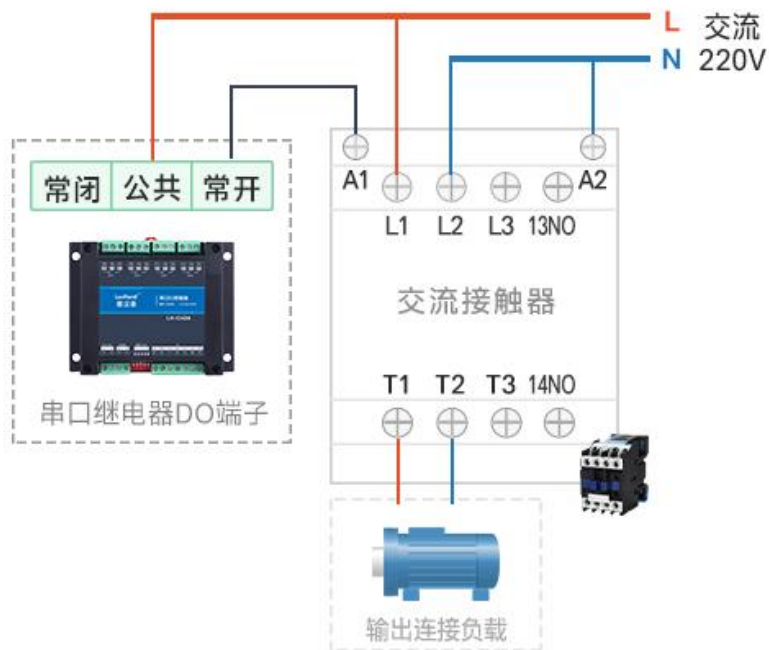 L 交流
N 220V
常闭 公共 常开
A1 A2
L1 L2 L3 13NO
交流接触器
T1 T2 T3 14NO
串口继电器DO端子
输出连接负载